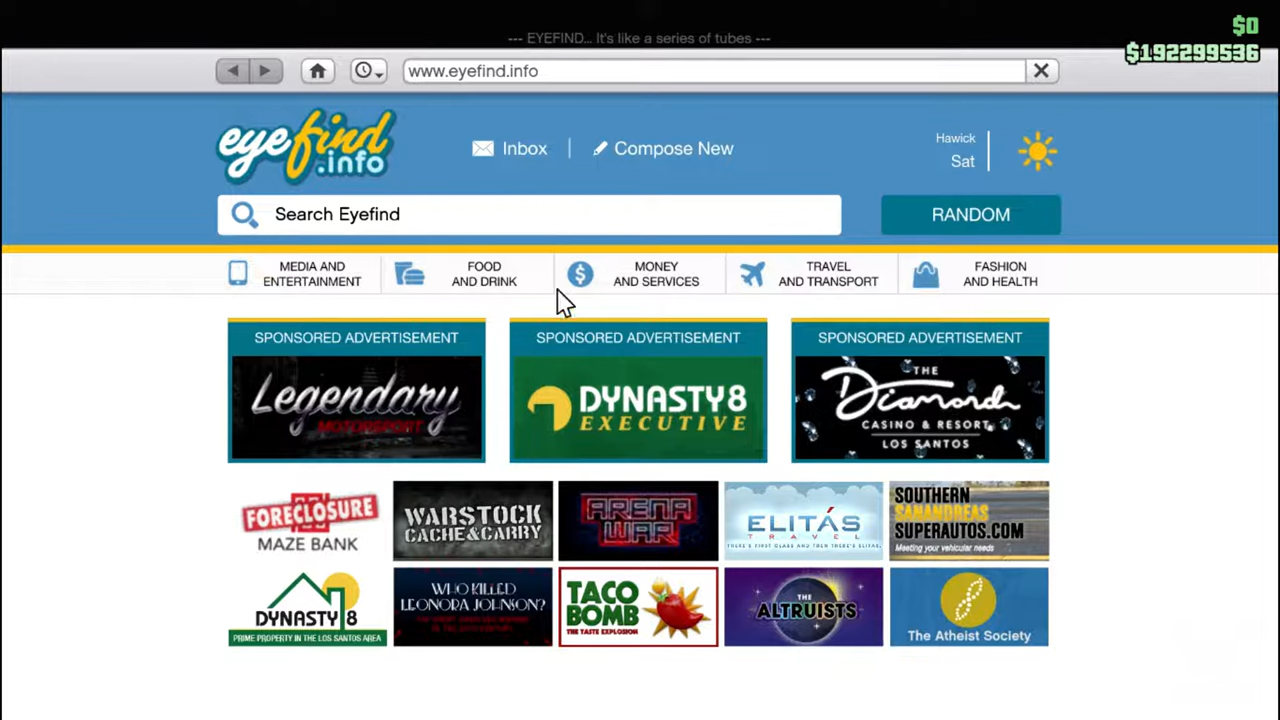 $0
--- EYEFIND... It's like a series of tubes ---
$192299536
www.eyefind.info
eyefind
.info
Inbox
Compose New
Hawick
Sat
Search Eyefind
RANDOM
MEDIA AND
ENTERTAINMENT
FOOD
AND DRINK
MONEY
AND SERVICES
TRAVEL
AND TRANSPORT
FASHION
AND HEALTH
SPONSORED ADVERTISEMENT
Legendary
MOTORSPORT
SPONSORED ADVERTISEMENT
DYNASTY8
EXECUTIVE
SPONSORED ADVERTISEMENT
THE
Diamond
CASINO & RESORT
LOS SANTOS
FORECLOSURE
MAZE BANK
WARSTOCK
CACHE&CARRY
ARENA
WAR
ELITÁS
TRAVEL
THERE'S FIRST CLASS AND THEN THERE'S ELITAS.
SOUTHERN
SANANDREAS
SUPERAUTOS.COM
Meeting your vehicular needs
DYNASTY 8
PRIME PROPERTY IN THE LOS SANTOS AREA
WHO KILLED
LEONORA JOHNSON?
TACO
BOMB
THE TASTE EXPLOSION
THE
ALTRUISTS
The Atheist Society